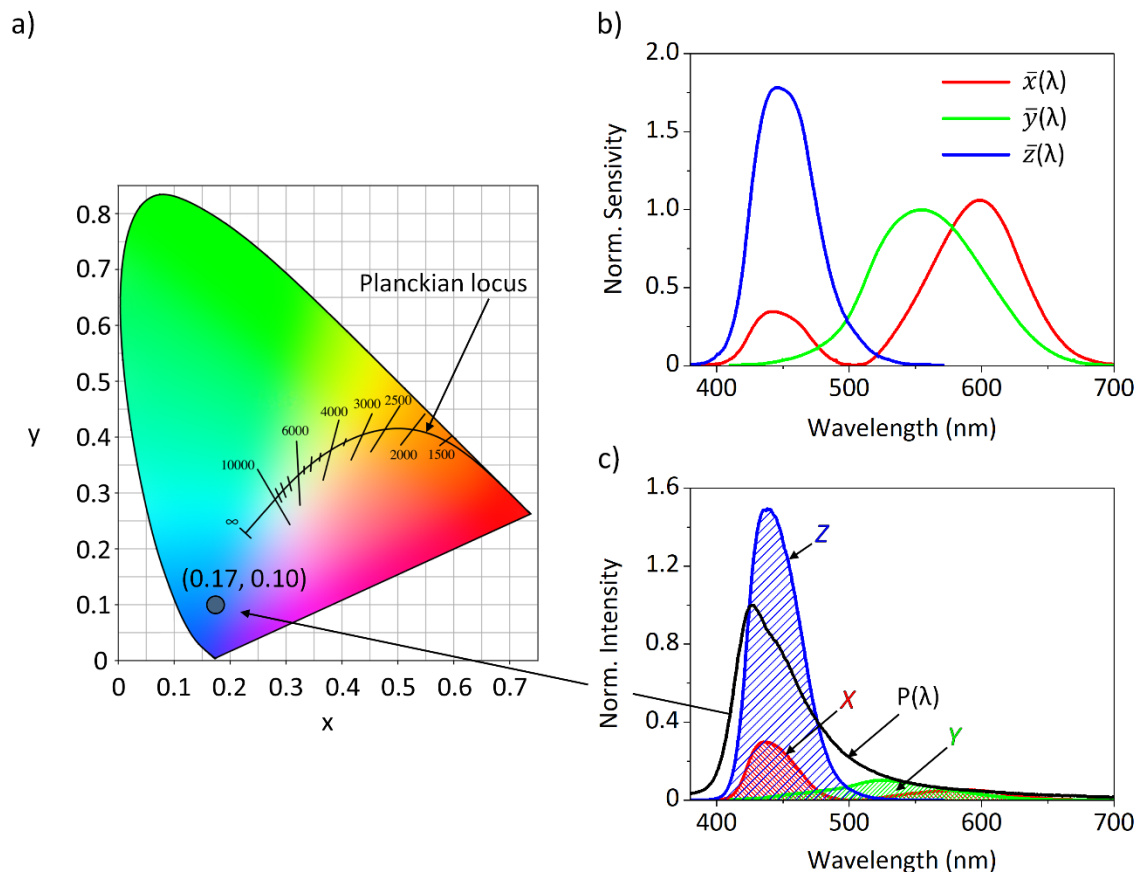 a)
0.8
0.7
0.6
0.5
0.4
0.3
0.2
0.1
0
y
0 0.1 0.2 0.3 0.4 0.5 0.6 0.7
x
Planckian locus
∞
10000
6000
4000
3000
2500
2000
1500
(0.17, 0.10)
b)
2.0
1.5
1.0
0.5
0
Norm. Sensivity
x̄(λ)
ȳ(λ)
z̄(λ)
400 500 600 700
Wavelength (nm)
c)
1.6
1.2
0.8
0.4
0
Norm. Intensity
Z
X
P(λ)
Y
400 500 600 700
Wavelength (nm)